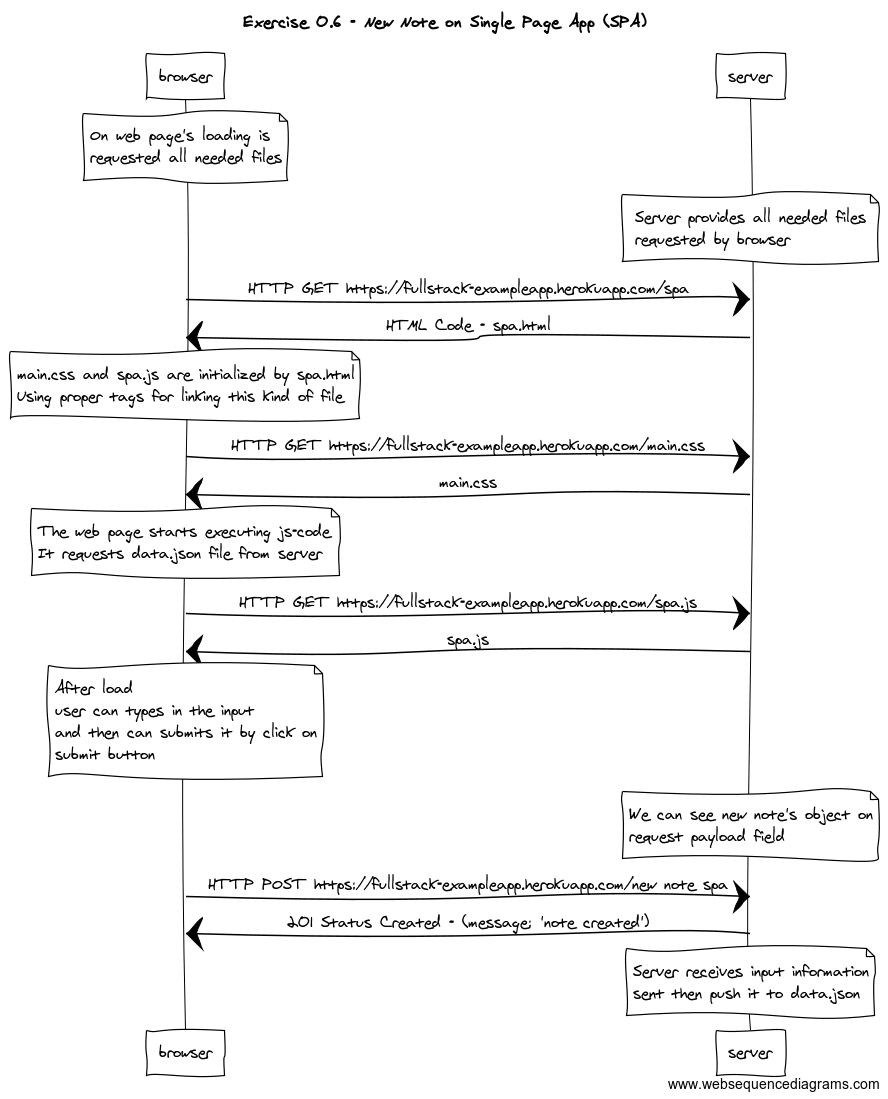 Exercise 0.6 - New Note on Single Page App (SPA)
browser
server
On web page's loading is
requested all needed files
Server provides all needed files
requested by browser
HTTP GET https://fullstack-exampleapp.herokuapp.com/spa
HTML Code - spa.html
main.css and spa.js are initialized by spa.html
Using proper tags for linking this kind of file
HTTP GET https://fullstack-exampleapp.herokuapp.com/main.css
main.css
The web page starts executing js-code
It requests data.json file from server
HTTP GET https://fullstack-exampleapp.herokuapp.com/spa.js
spa.js
After load
user can types in the input
and then can submits it by click on
submit button
We can see new note's object on
request payload field
HTTP POST https://fullstack-exampleapp.herokuapp.com/new note spa
201 Status Created - (message: 'note created')
Server receives input information
sent then push it to data.json
browser
server
www.websequencediagrams.com